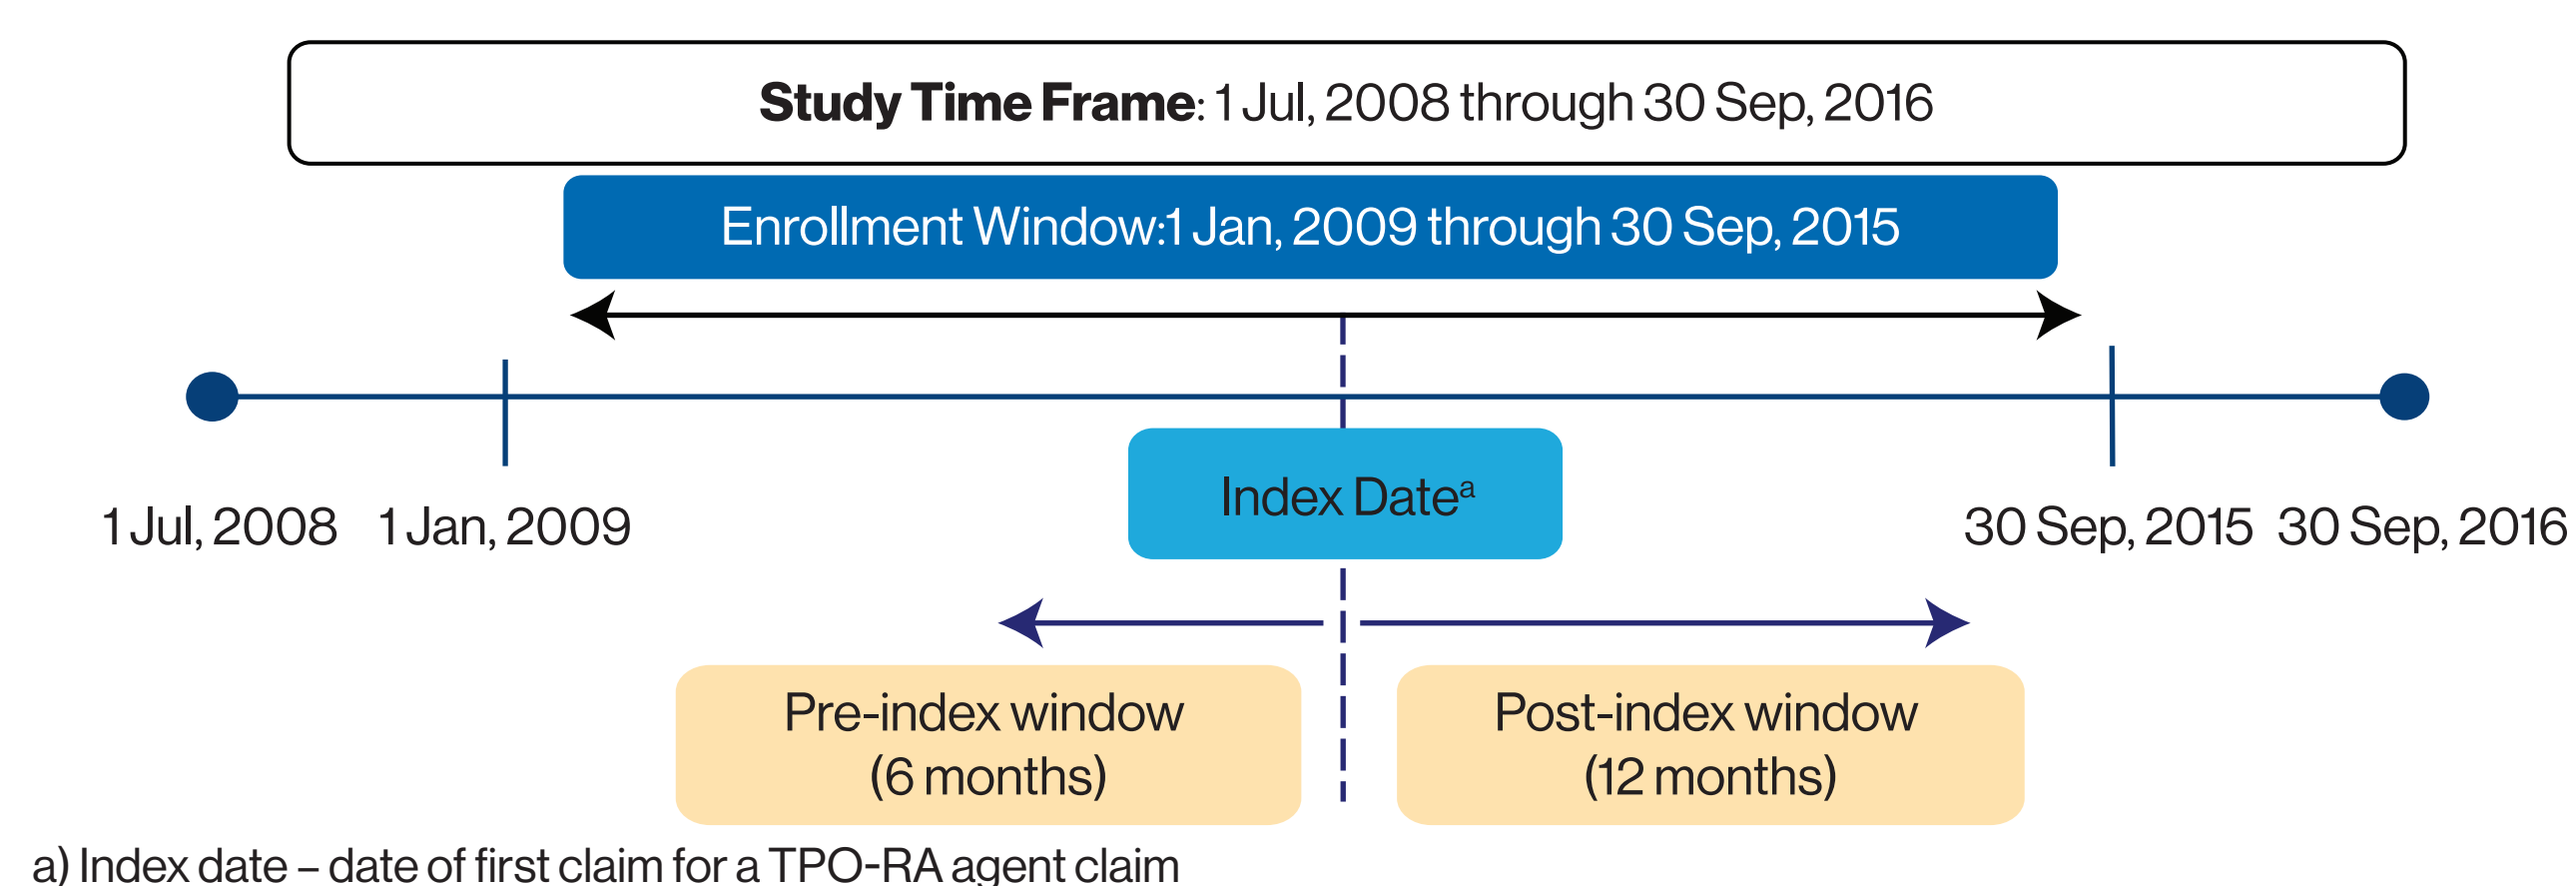 Study Time Frame: 1 Jul, 2008 through 30 Sep, 2016
Enrollment Window:1 Jan, 2009 through 30 Sep, 2015
1 Jul, 2008
1 Jan, 2009
Index Dateᵃ
30 Sep, 2015
30 Sep, 2016
Pre-index window
(6 months)
Post-index window
(12 months)
a) Index date – date of first claim for a TPO-RA agent claim